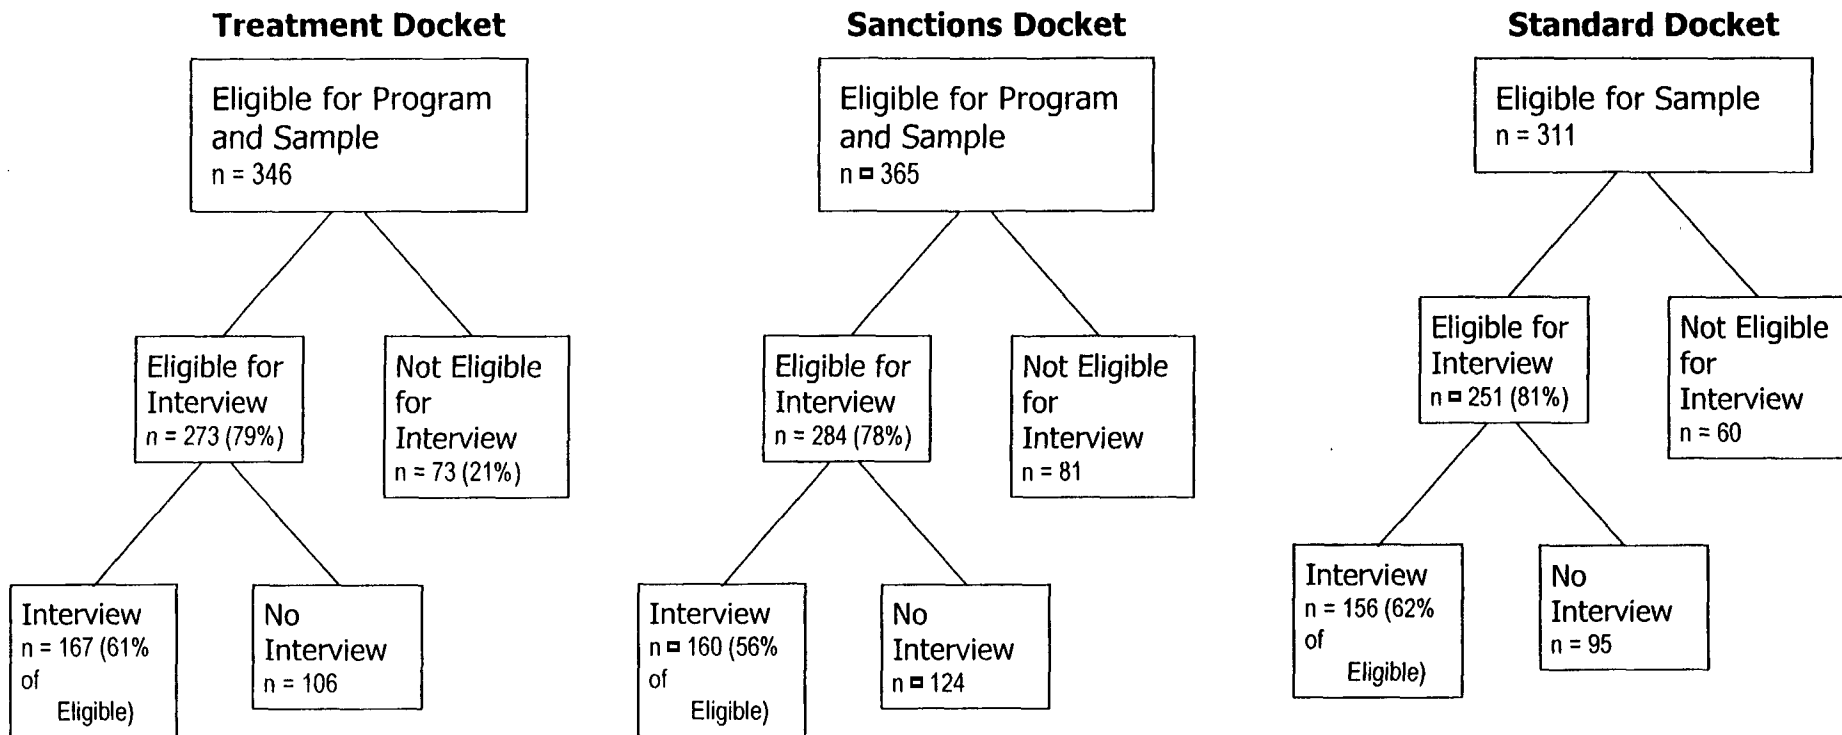 Treatment Docket
Eligible for Program
and Sample
n = 346
Eligible for
Interview
n = 273 (79%)
Not Eligible
for
Interview
n = 73 (21%)
Interview
n = 167 (61%
of
Eligible)
No
Interview
n = 106
Sanctions Docket
Eligible for Program
and Sample
n = 365
Eligible for
Interview
n = 284 (78%)
Not Eligible
for
Interview
n = 81
Interview
n = 160 (56%
of
Eligible)
No
Interview
n = 124
Standard Docket
Eligible for Sample
n = 311
Eligible for
Interview
n = 251 (81%)
Not Eligible
for
Interview
n = 60
Interview
n = 156 (62%
of
Eligible)
No
Interview
n = 95